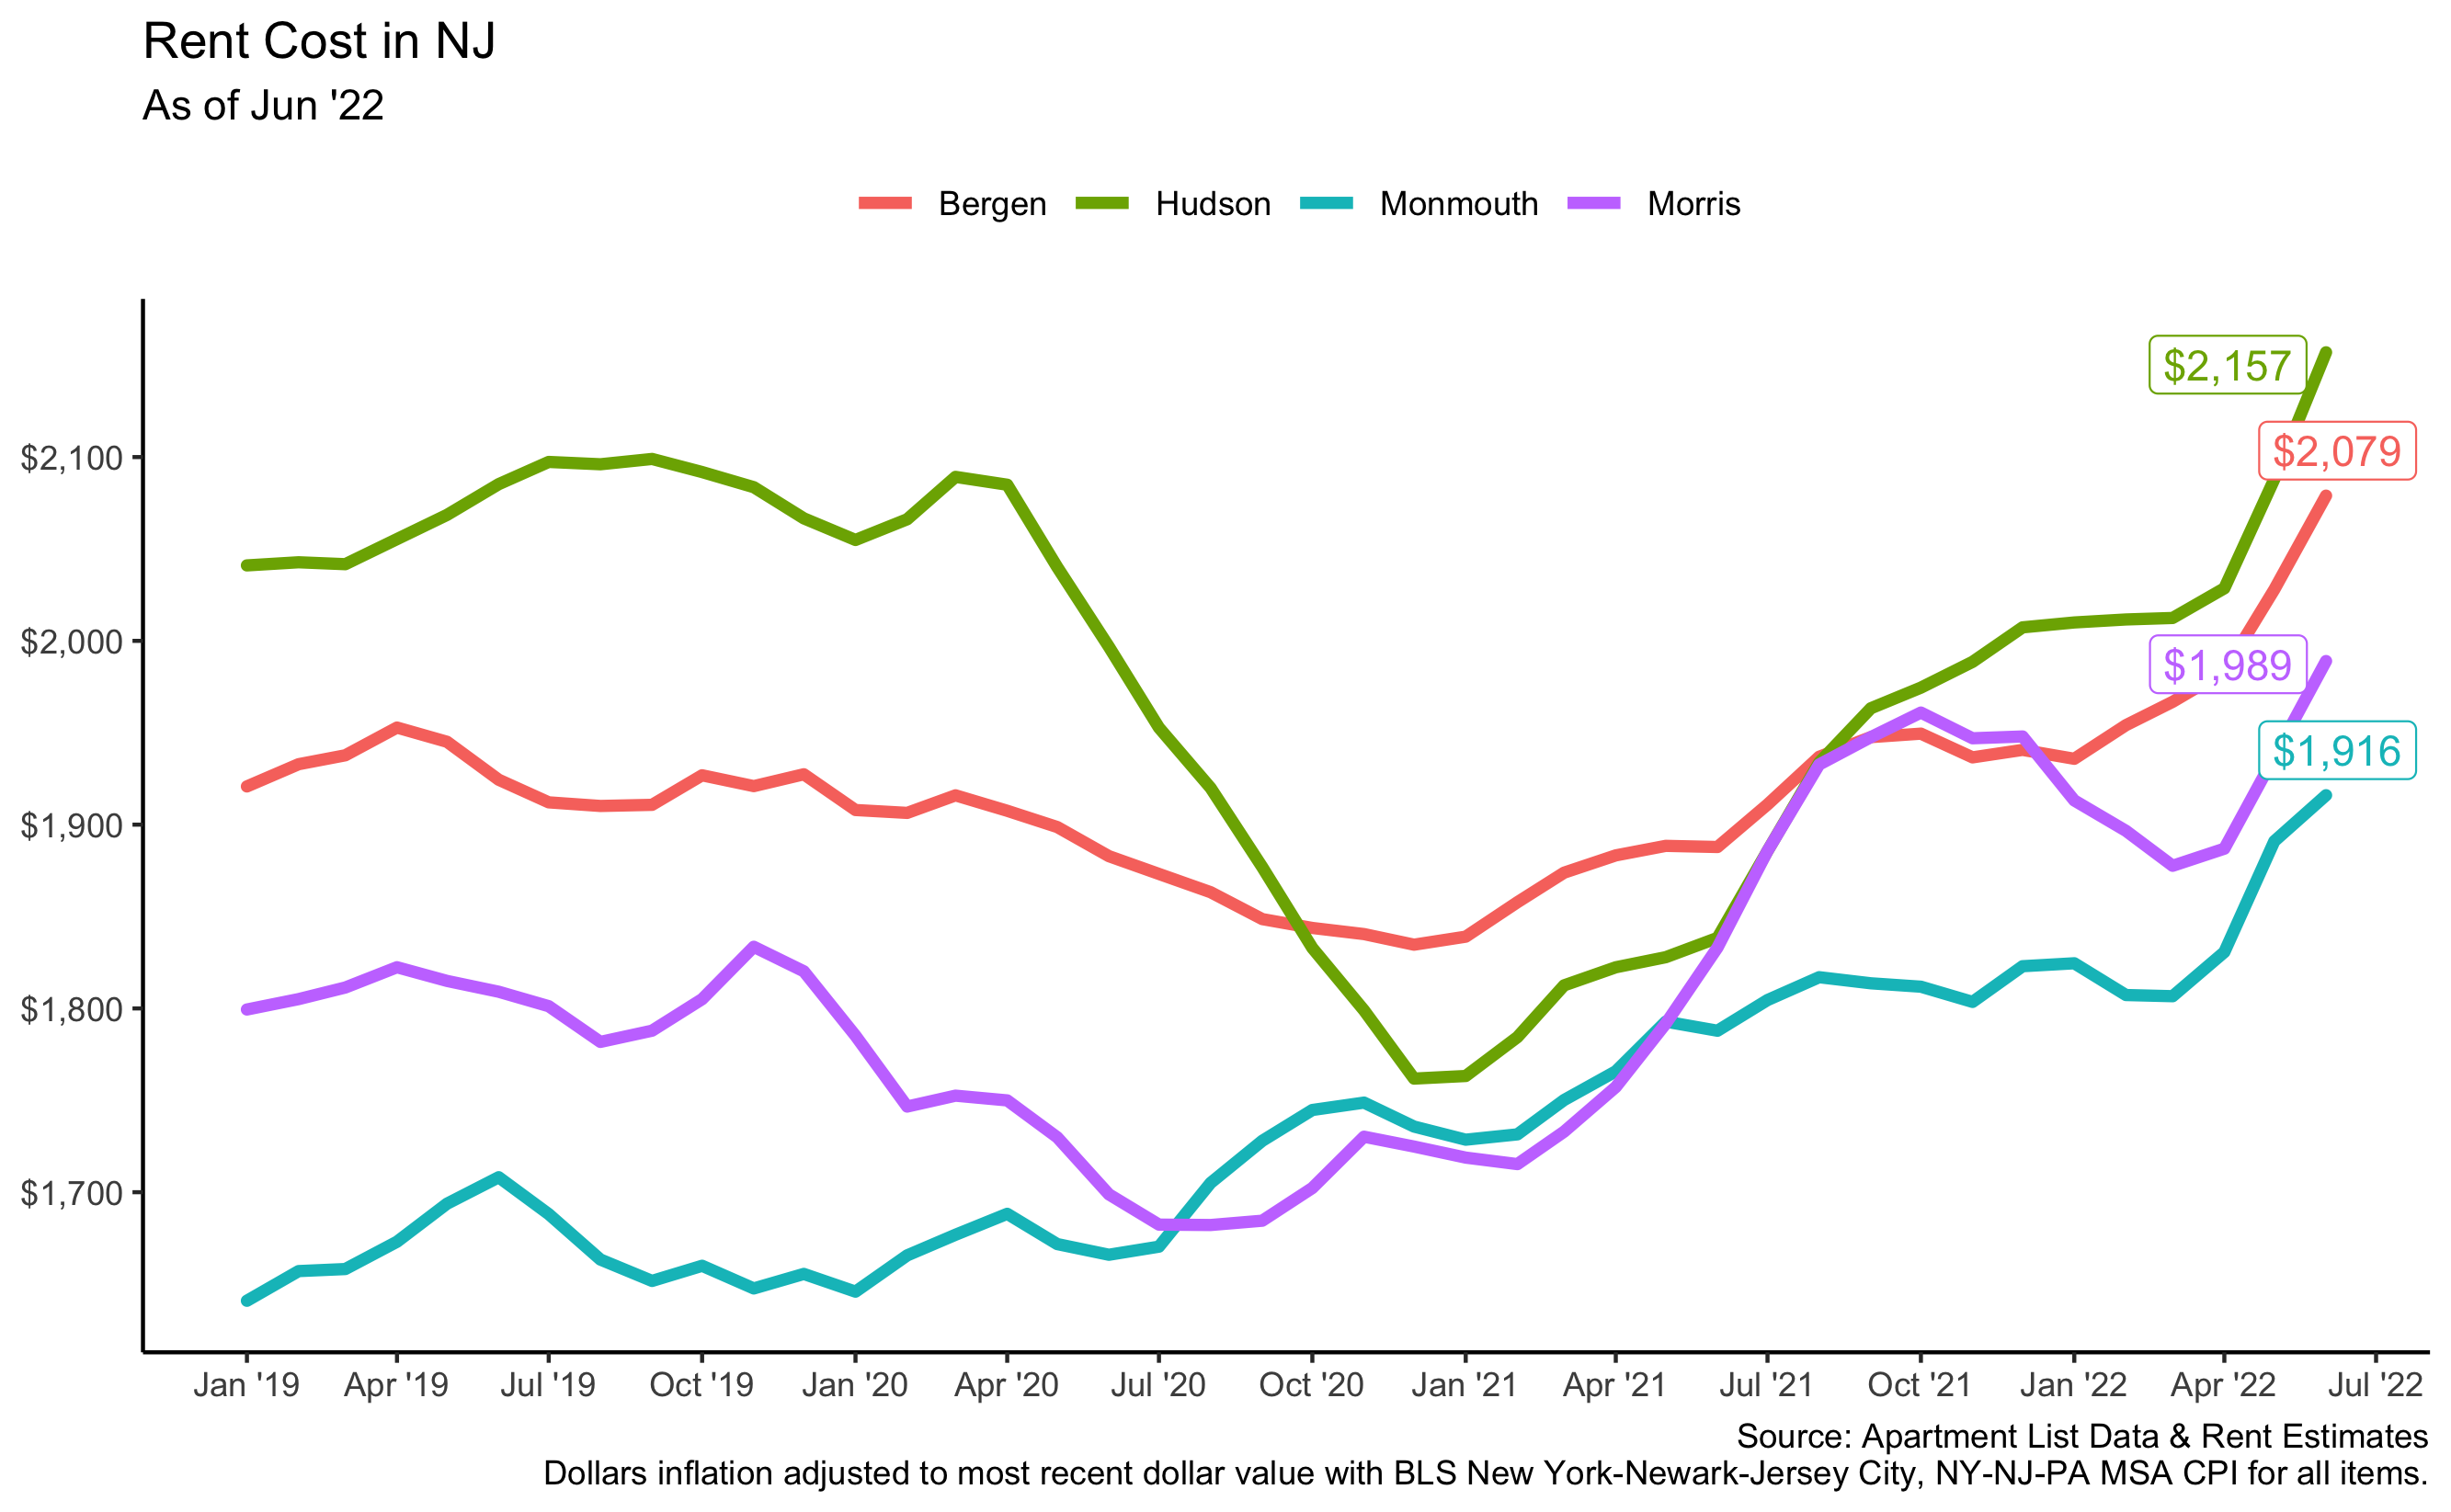 Rent Cost in NJ
As of Jun '22
Bergen Hudson Monmouth Morris
$2,157
$2,079
$1,989
$1,916
$2,100
$2,000
$1,900
$1,800
$1,700
Jan '19 Apr '19 Jul '19 Oct '19 Jan '20 Apr '20 Jul '20 Oct '20 Jan '21 Apr '21 Jul '21 Oct '21 Jan '22 Apr '22 Jul '22
Source: Apartment List Data & Rent Estimates
Dollars inflation adjusted to most recent dollar value with BLS New York-Newark-Jersey City, NY-NJ-PA MSA CPI for all items.